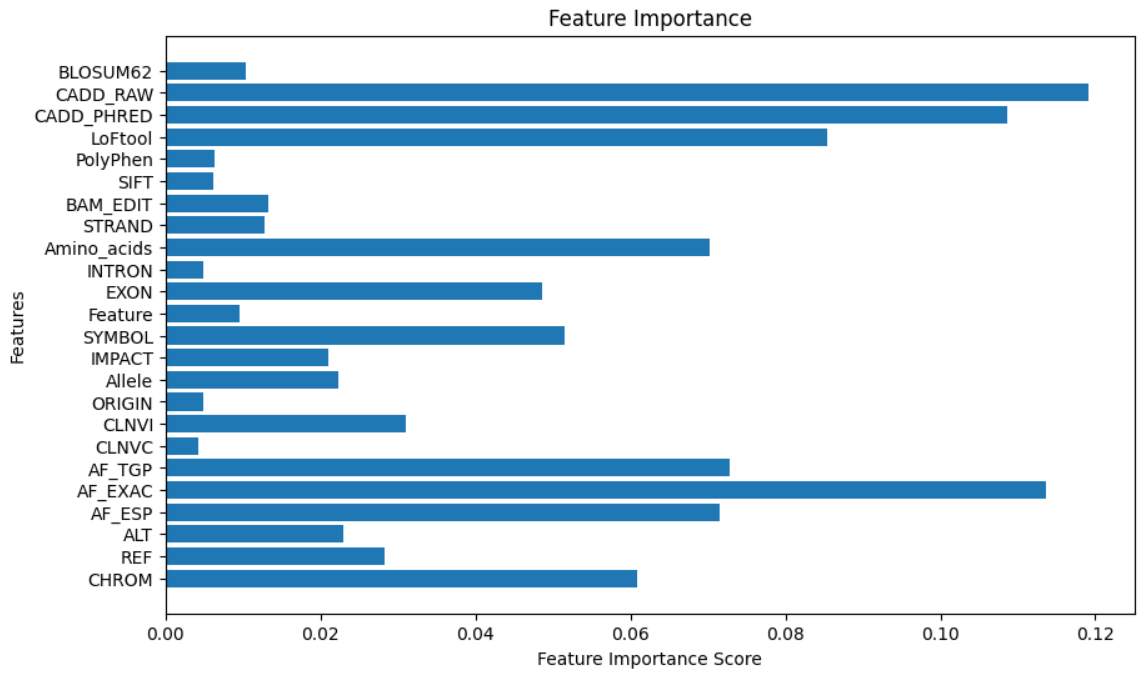 Feature Importance
BLOSUM62
CADD_RAW
CADD_PHRED
LoFtool
PolyPhen
SIFT
BAM_EDIT
STRAND
Amino_acids
INTRON
EXON
Feature
SYMBOL
IMPACT
Allele
ORIGIN
CLNVI
CLNVC
AF_TGP
AF_EXAC
AF_ESP
ALT
REF
CHROM
Features
0.00 0.02 0.04 0.06 0.08 0.10 0.12
Feature Importance Score